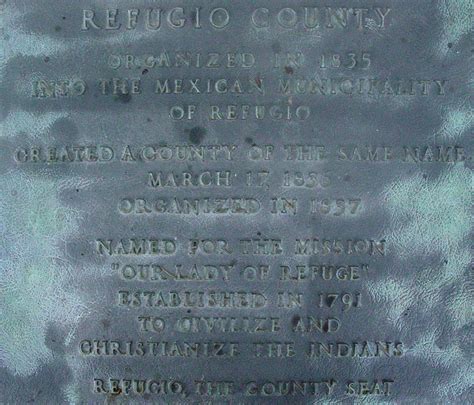 REFUGIO COUNTY
ORGANIZED IN 1835
INTO THE MEXICAN MUNICIPALITY
OF REFUGIO
CREATED A COUNTY OF THE SAME NAME
MARCH 17, 1836
ORGANIZED IN 1837
NAMED FOR THE MISSION
"OUR LADY OF REFUGE"
ESTABLISHED IN 1791
TO CIVILIZE AND
CHRISTIANIZE THE INDIANS
REFUGIO, THE COUNTY SEAT